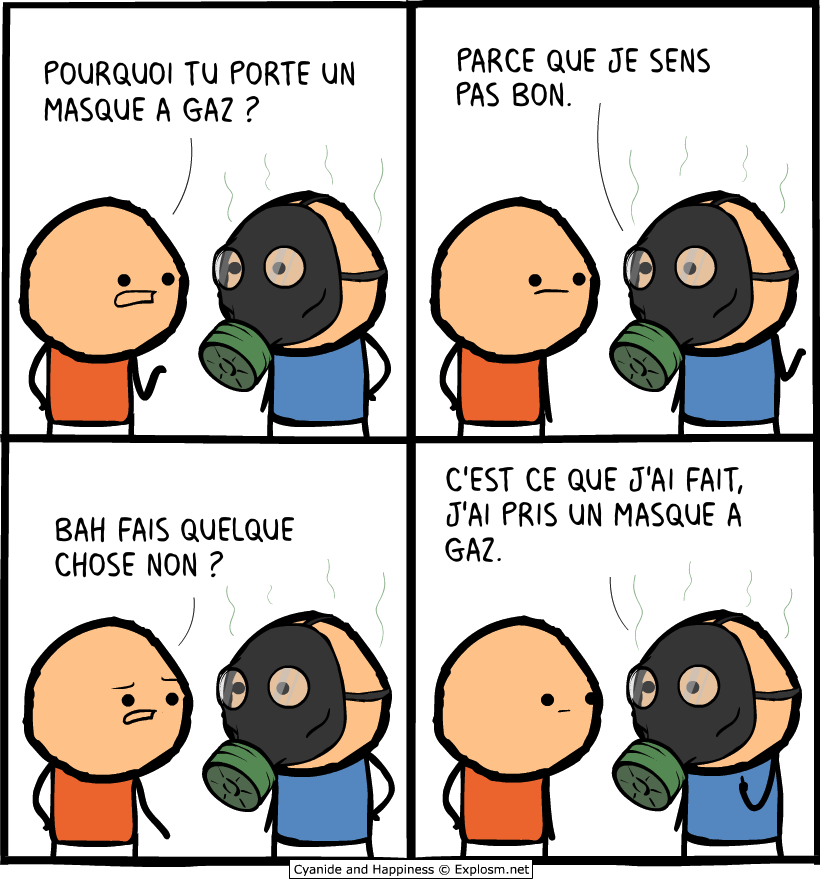 POURQUOI TU PORTE UN
MASQUE A GAZ ?
PARCE QUE JE SENS
PAS BON.
BAH FAIS QUELQUE
CHOSE NON ?
C'EST CE QUE J'AI FAIT,
J'AI PRIS UN MASQUE A
GAZ.
Cyanide and Happiness © Explosm.net